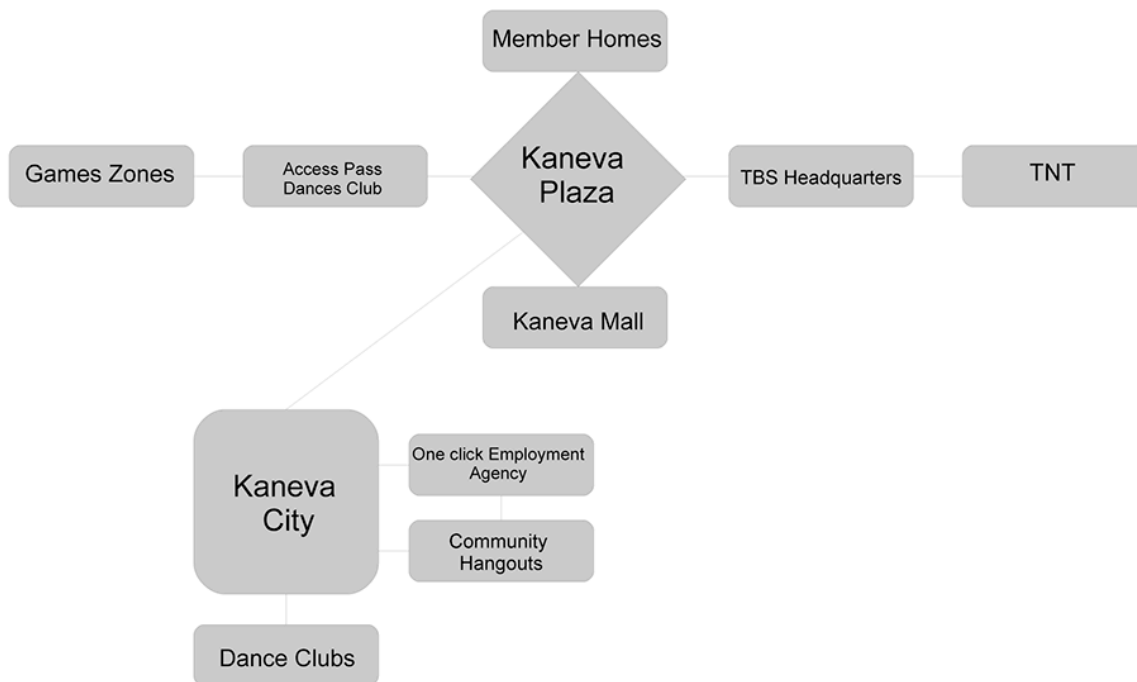 Member Homes
Games Zones
Access Pass
Dances Club
Kaneva
Plaza
TBS Headquarters
TNT
Kaneva Mall
Kaneva
City
One click Employment
Agency
Community
Hangouts
Dance Clubs